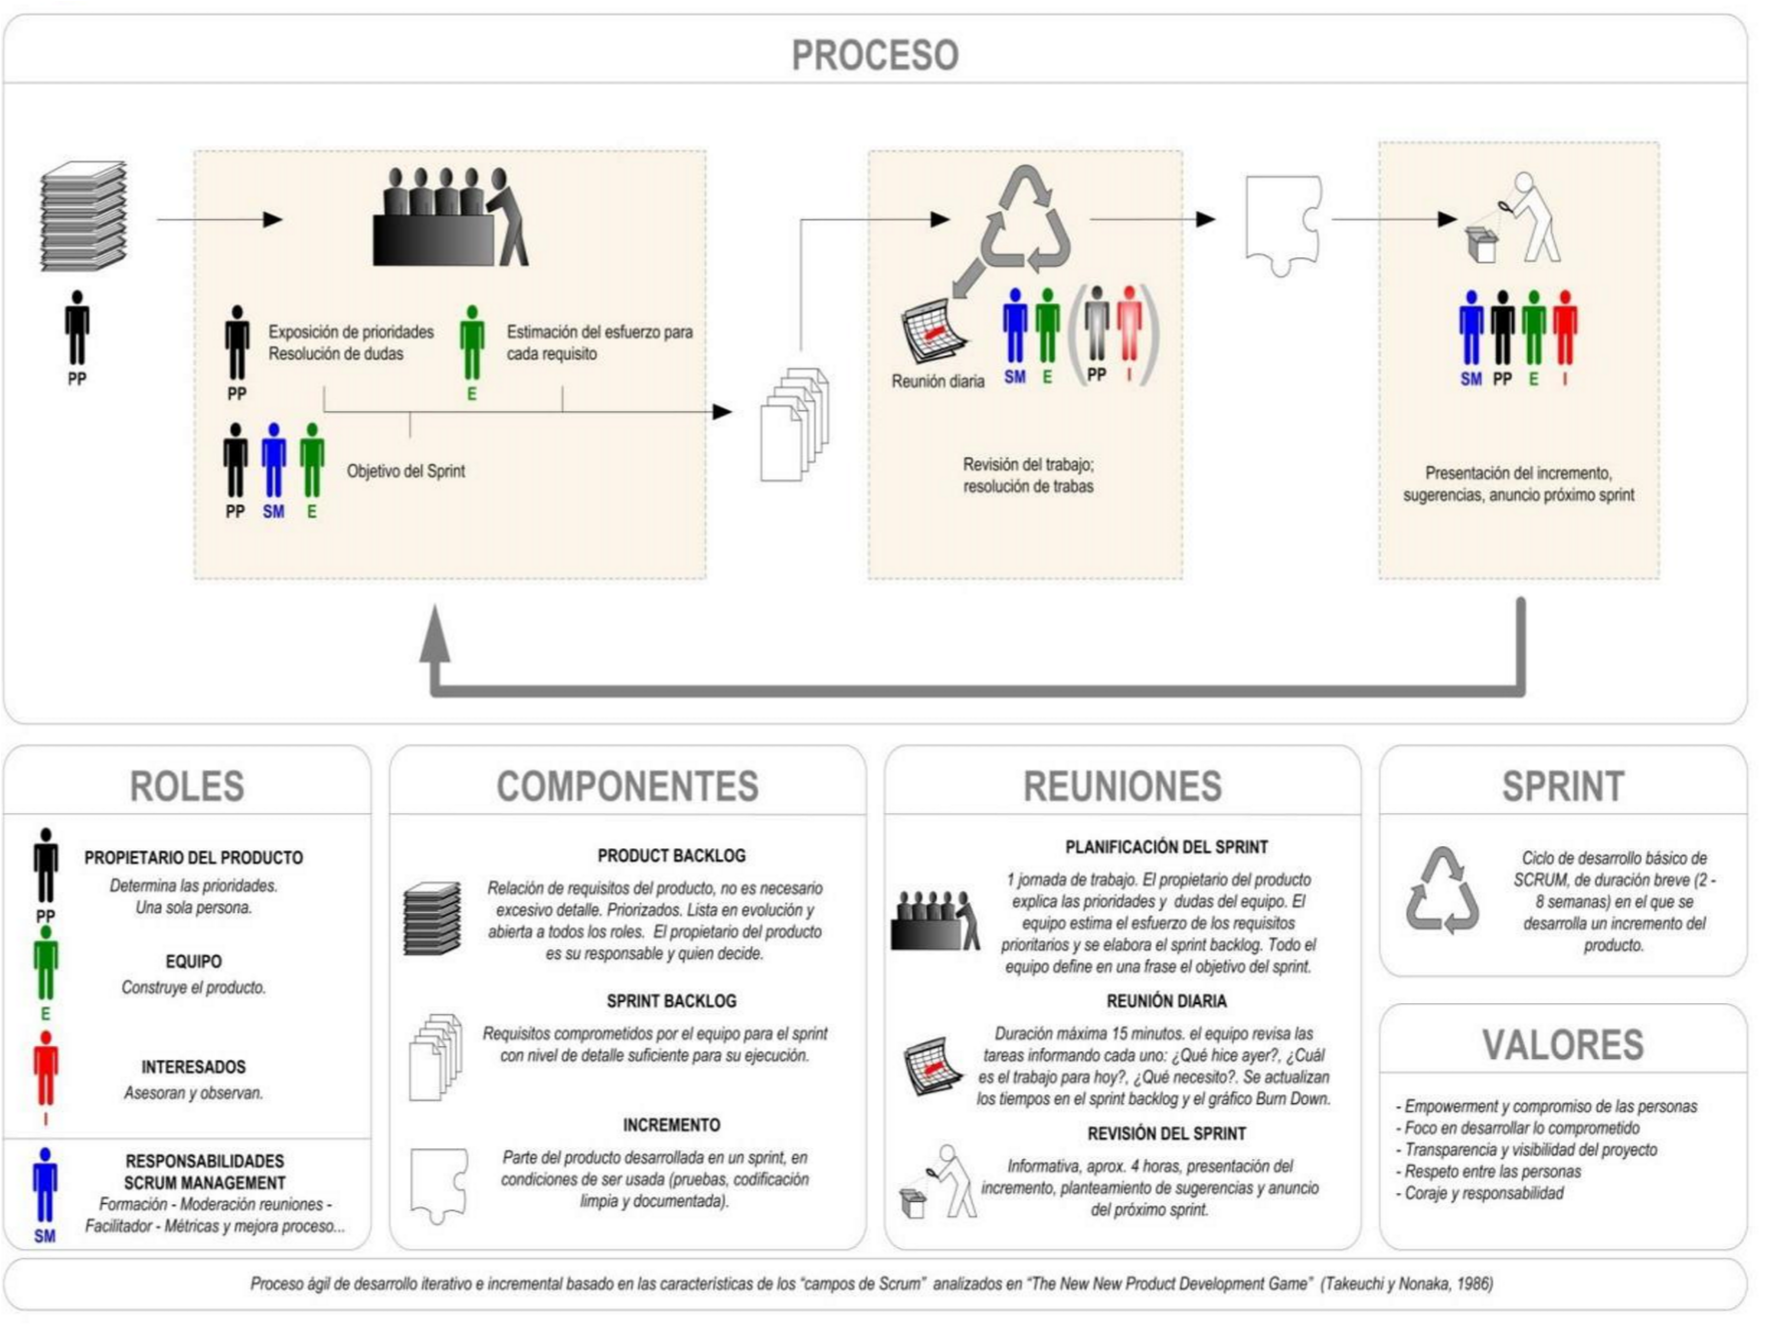 PROCESO
PP
PP
Exposición de prioridades
Resolución de dudas
E
Estimación del esfuerzo para
cada requisito
PP
SM
E
Objetivo del Sprint
Reunión diaria
SM
E
PP
I
Revisión del trabajo;
resolución de trabas
SM
PP
E
I
Presentación del incremento,
sugerencias, anuncio próximo sprint
ROLES
PROPIETARIO DEL PRODUCTO
Determina las prioridades.
Una sola persona.
PP
EQUIPO
Construye el producto.
E
INTERESADOS
Asesoran y observan.
I
RESPONSABILIDADES
SCRUM MANAGEMENT
Formación - Moderación reuniones -
Facilitador - Métricas y mejora proceso...
SM
COMPONENTES
PRODUCT BACKLOG
Relación de requisitos del producto, no es necesario
excesivo detalle. Priorizados. Lista en evolución y
abierta a todos los roles. El propietario del producto
es su responsable y quien decide.
SPRINT BACKLOG
Requisitos comprometidos por el equipo para el sprint
con nivel de detalle suficiente para su ejecución.
INCREMENTO
Parte del producto desarrollada en un sprint, en
condiciones de ser usada (pruebas, codificación
limpia y documentada).
REUNIONES
PLANIFICACIÓN DEL SPRINT
1 jornada de trabajo. El propietario del producto
explica las prioridades y dudas del equipo. El
equipo estima el esfuerzo de los requisitos
prioritarios y se elabora el sprint backlog. Todo el
equipo define en una frase el objetivo del sprint.
REUNIÓN DIARIA
Duración máxima 15 minutos. el equipo revisa las
tareas informando cada uno: ¿Qué hice ayer?, ¿Cuál
es el trabajo para hoy?, ¿Qué necesito?. Se actualizan
los tiempos en el sprint backlog y el gráfico Burn Down.
REVISIÓN DEL SPRINT
Informativa, aprox. 4 horas, presentación del
incremento, planteamiento de sugerencias y anuncio
del próximo sprint.
SPRINT
Ciclo de desarrollo básico de
SCRUM, de duración breve (2 -
8 semanas) en el que se
desarrolla un incremento del
producto.
VALORES
- Empowerment y compromiso de las personas
- Foco en desarrollar lo comprometido
- Transparencia y visibilidad del proyecto
- Respeto entre las personas
- Coraje y responsabilidad
Proceso ágil de desarrollo iterativo e incremental basado en las características de los “campos de Scrum” analizados en “The New New Product Development Game” (Takeuchi y Nonaka, 1986)